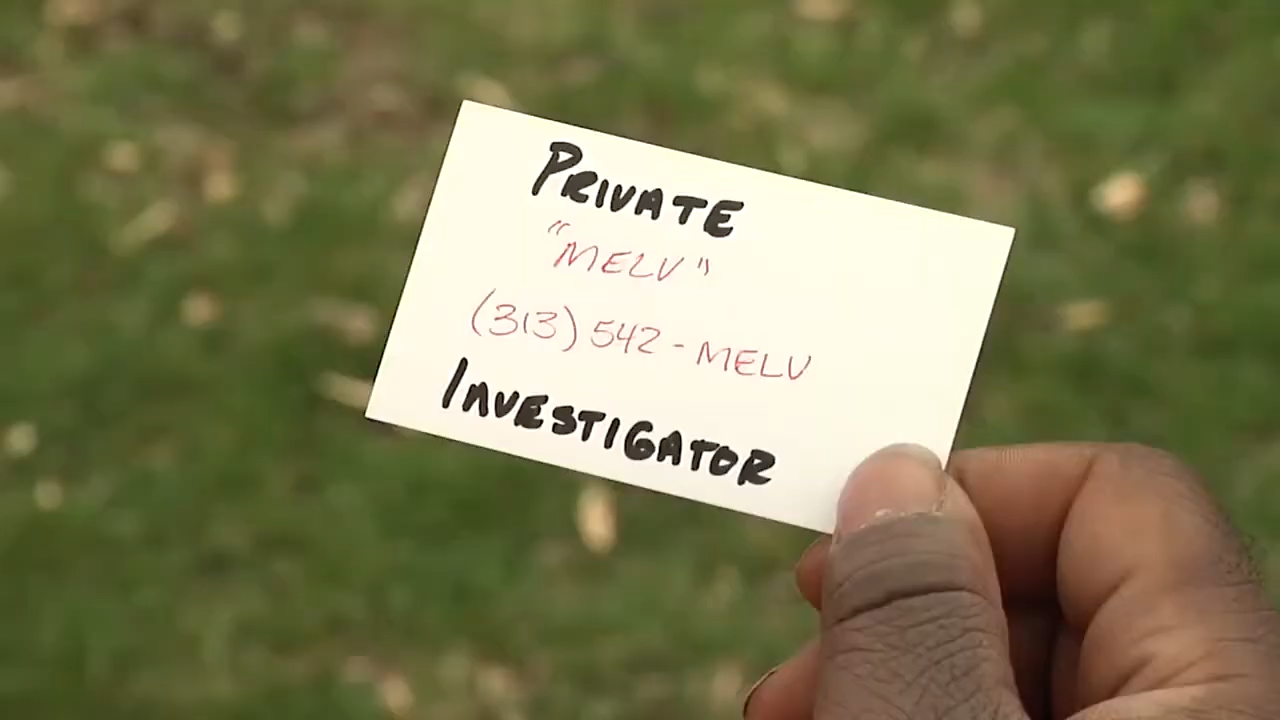 PRIVATE
"MELV"
(313) 542-MELV
INVESTIGATOR